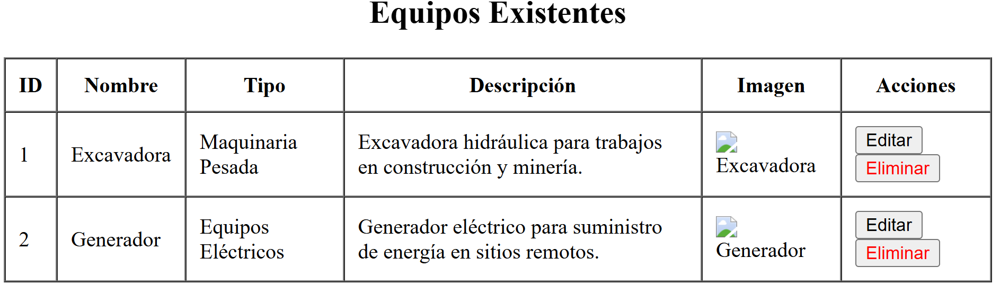 Equipos Existentes
ID Nombre Tipo Descripción Imagen Acciones
1 Excavadora Maquinaria Pesada Excavadora hidráulica para trabajos en construcción y minería. Excavadora Editar Eliminar
2 Generador Equipos Eléctricos Generador eléctrico para suministro de energía en sitios remotos. Generador Editar Eliminar